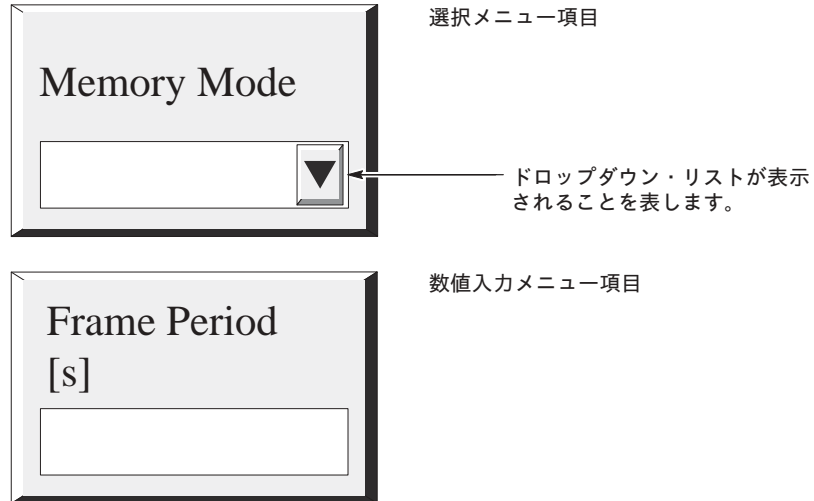 選択メニュー項目
Memory Mode
ドロップダウン・リストが表示
されることを表します。
数値入力メニュー項目
Frame Period
[s]